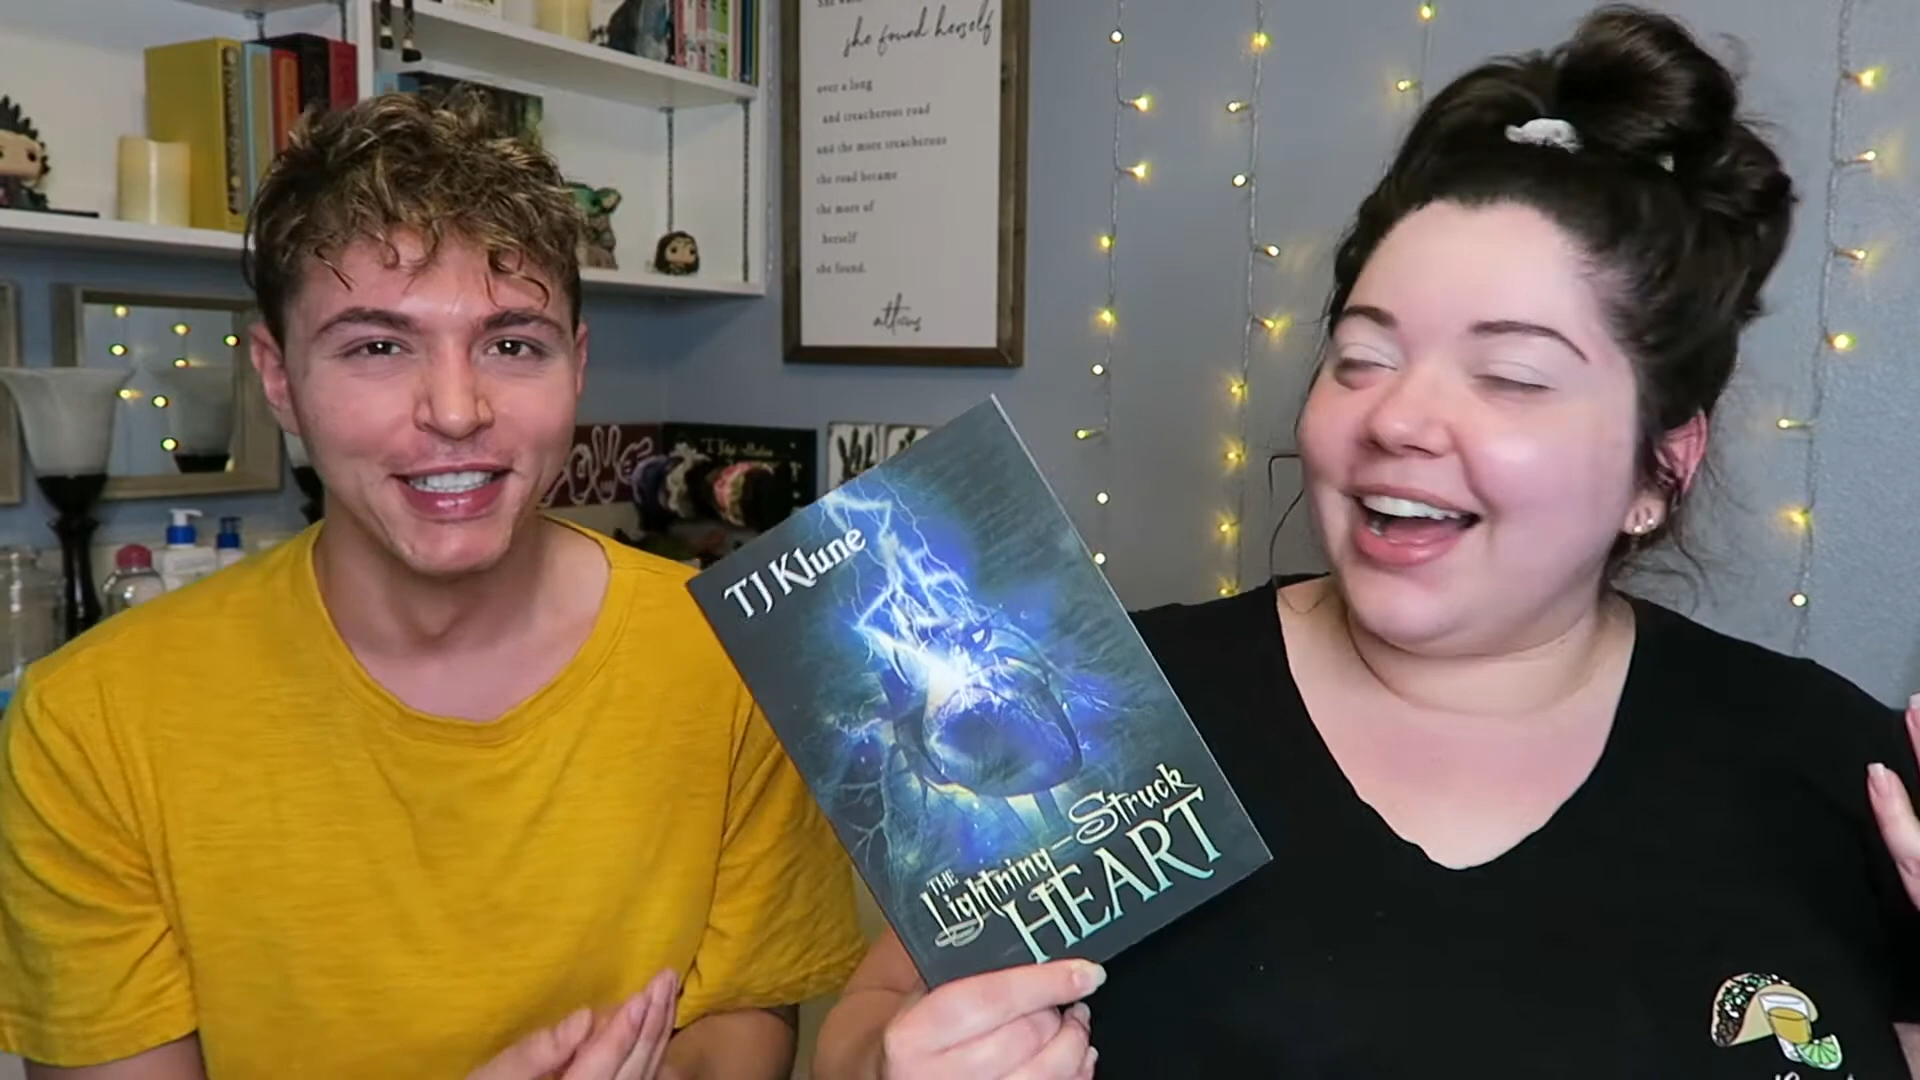 she found herself
over a long
and treacherous road
and the more treacherous
the road became
the more of
herself
she found.
atticus
TJ Klune
THE
Lightning-Struck
HEART